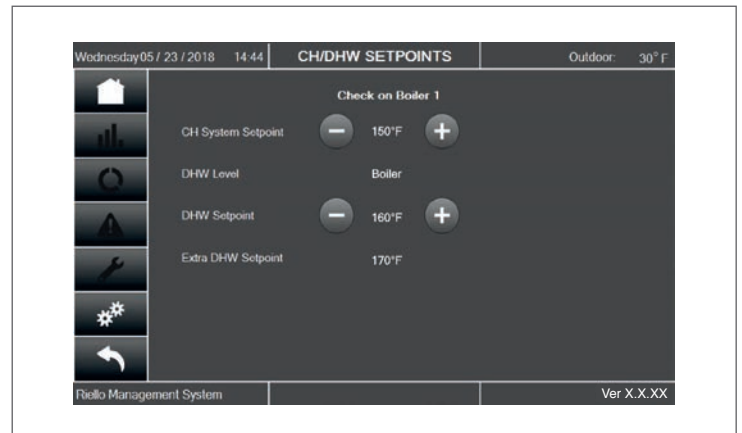 Wednesday 05 / 23 / 2018 14:44 CH/DHW SETPOINTS Outdoor: 30° F
Check on Boiler 1
CH System Setpoint − 150°F +
DHW Level Boiler
DHW Setpoint − 160°F +
Extra DHW Setpoint 170°F
Riello Management System Ver X.X.XX